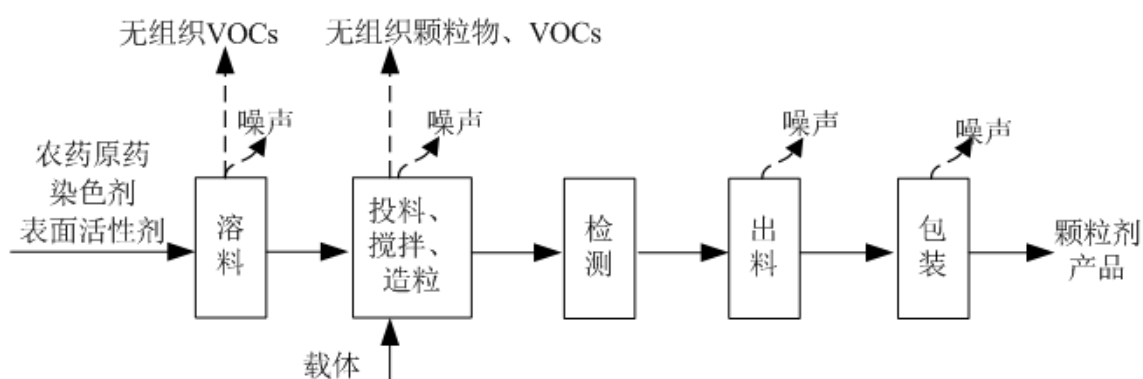 无组织VOCs
无组织颗粒物、VOCs
噪声
噪声
噪声
噪声
农药原药
染色剂
表面活性剂
溶
料
投料、
搅拌、
造粒
检
测
出
料
包
装
颗粒剂
产品
载体